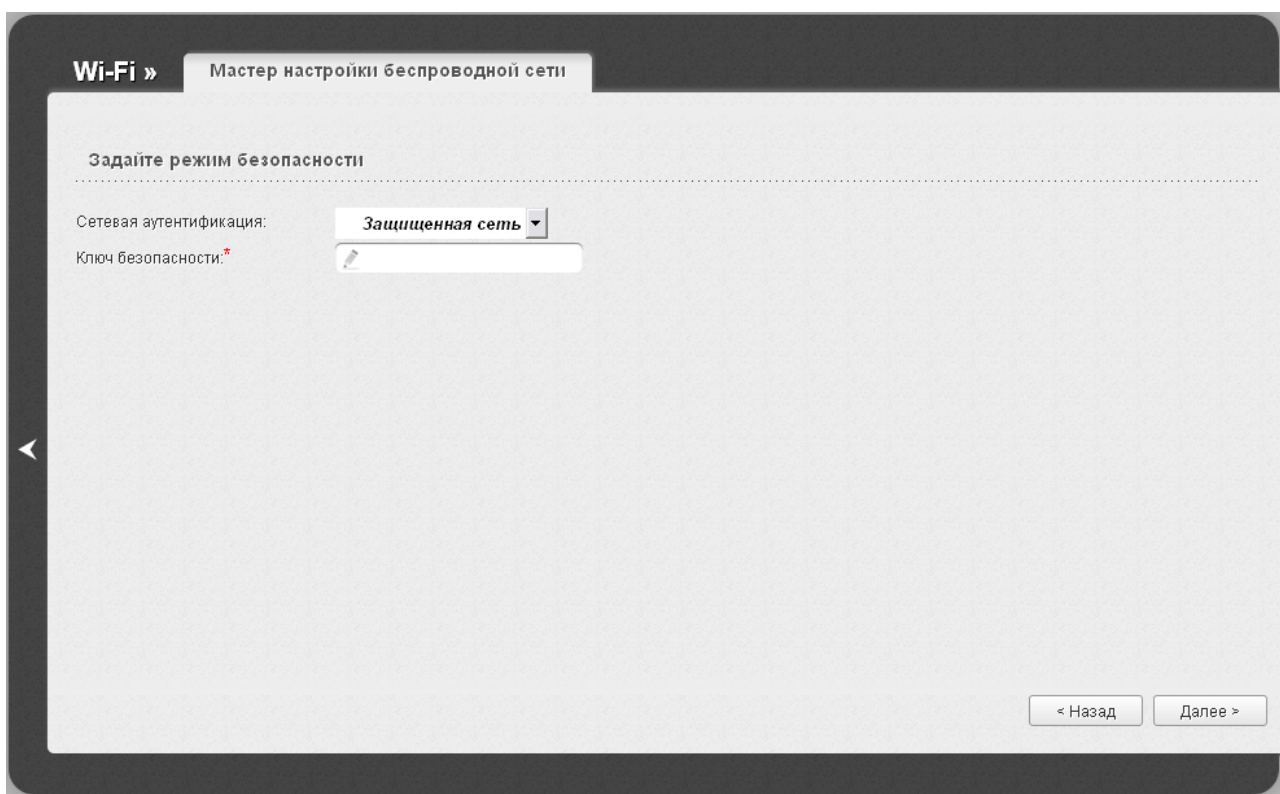 Wi-Fi » Мастер настройки беспроводной сети
Задайте режим безопасности
Сетевая аутентификация: Защищенная сеть
Ключ безопасности:*
< Назад Далее >